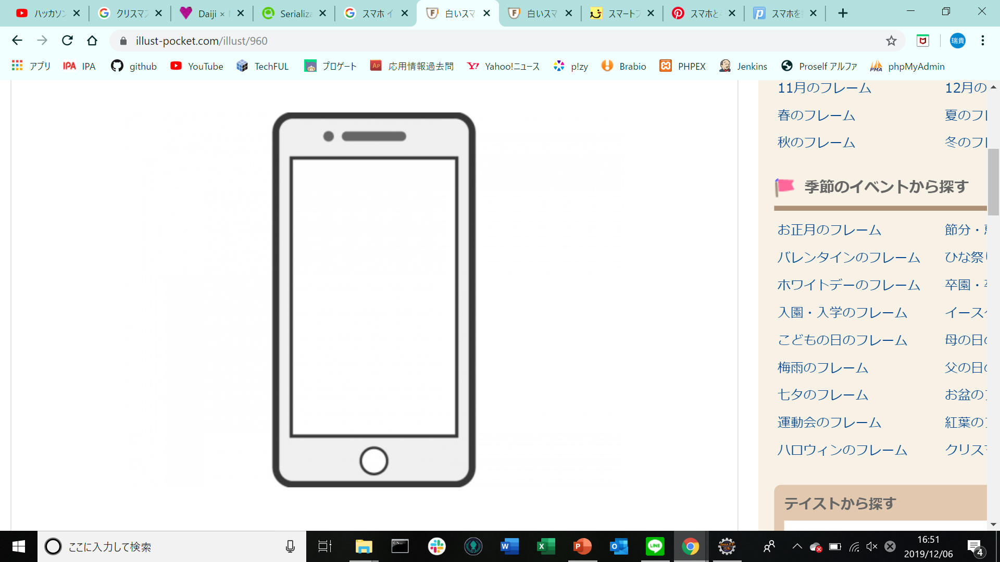 ハッカソン
クリスマス
Daiji ×
Serializa
スマホ イ
白いスマ
白いスマ
スマートフ
スマホと
スマホを
illust-pocket.com/illust/960
瑞貴
アプリ
IPA
github
YouTube
TechFUL
プロゲート
応用情報過去問
Yahoo!ニュース
p!zy
Brabio
PHPEX
Jenkins
Proself アルファ
phpMyAdmin
11月のフレーム
12月の
春のフレーム
夏のフ
秋のフレーム
冬のフ
季節のイベントから探す
お正月のフレーム
節分・
バレンタインのフレーム
ひな祭り
ホワイトデーのフレーム
卒園・
入園・入学のフレーム
イースタ
こどもの日のフレーム
母の日の
梅雨のフレーム
父の日の
七夕のフレーム
お盆の
運動会のフレーム
紅葉の
ハロウィンのフレーム
クリスマ
テイストから探す
ここに入力して検索
16:51
2019/12/06
4